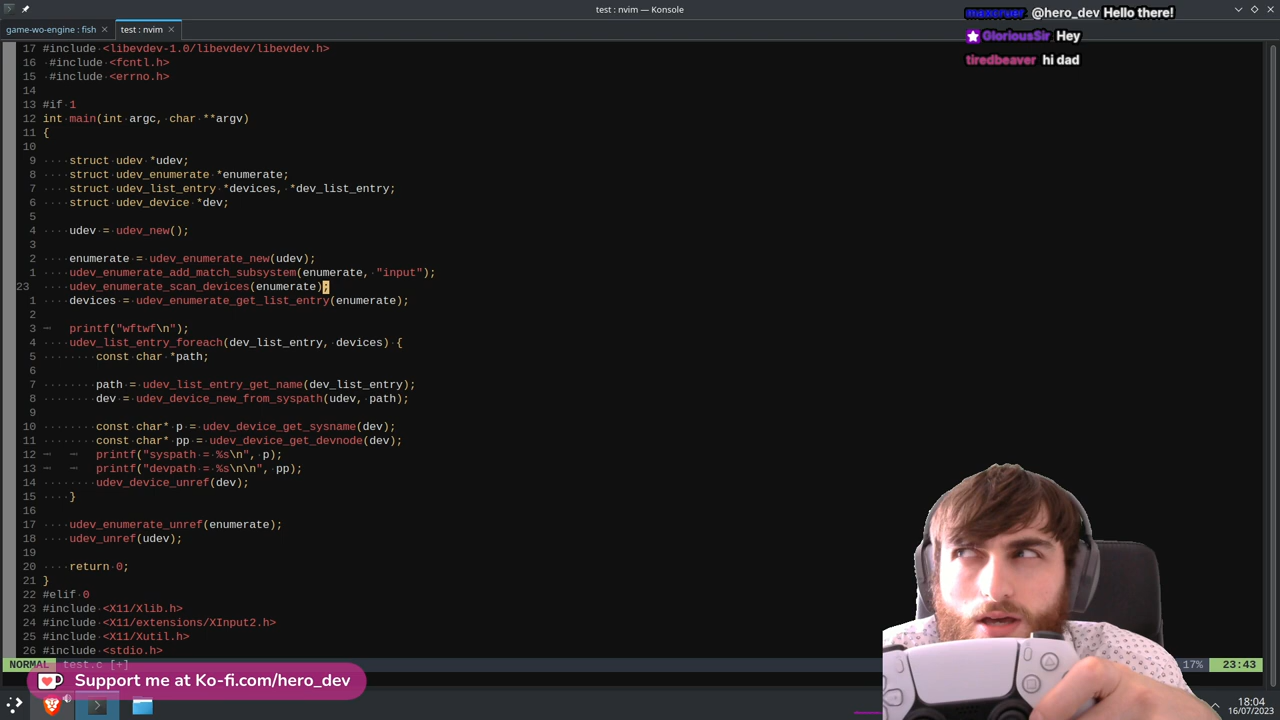 test : nvim — Konsole
game-wo-engine : fish
test : nvim
@hero_dev Hello there!
GloriousSir Hey
tiredbeaver hi dad
17 #include <libevdev-1.0/libevdev/libevdev.h>
16 #include <fcntl.h>
15 #include <errno.h>
14
13 #if 1
12 int main(int argc, char **argv)
11 {
10
9 struct udev *udev;
8 struct udev_enumerate *enumerate;
7 struct udev_list_entry *devices, *dev_list_entry;
6 struct udev_device *dev;
5
4 udev = udev_new();
3
2 enumerate = udev_enumerate_new(udev);
1 udev_enumerate_add_match_subsystem(enumerate, "input");
23 udev_enumerate_scan_devices(enumerate);
1 devices = udev_enumerate_get_list_entry(enumerate);
2
3 printf("wftwf\n");
4 udev_list_entry_foreach(dev_list_entry, devices) {
5 const char *path;
6
7 path = udev_list_entry_get_name(dev_list_entry);
8 dev = udev_device_new_from_syspath(udev, path);
9
10 const char* p = udev_device_get_sysname(dev);
11 const char* pp = udev_device_get_devnode(dev);
12 printf("syspath = %s\n", p);
13 printf("devpath = %s\n\n", pp);
14 udev_device_unref(dev);
15 }
16
17 udev_enumerate_unref(enumerate);
18 udev_unref(udev);
19
20 return 0;
21 }
22 #elif 0
23 #include <X11/Xlib.h>
24 #include <X11/extensions/XInput2.h>
25 #include <X11/Xutil.h>
26 #include <stdio.h>
NORMAL test.c [+] 17% 23:43
Support me at Ko-fi.com/hero_dev
18:04
16/07/2023